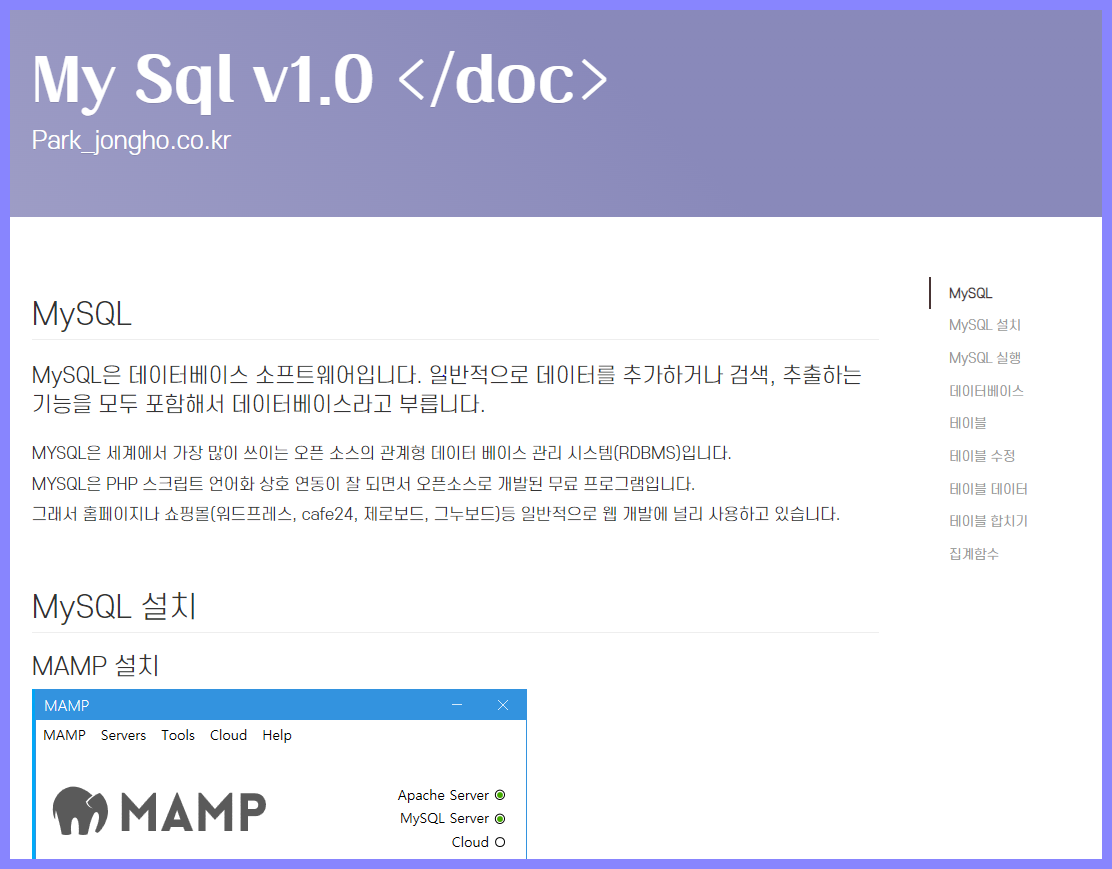 My Sql v1.0 </doc>
Park_jongho.co.kr
MySQL
MySQL은 데이터베이스 소프트웨어입니다. 일반적으로 데이터를 추가하거나 검색, 추출하는
기능을 모두 포함해서 데이터베이스라고 부릅니다.
MYSQL은 세계에서 가장 많이 쓰이는 오픈 소스의 관계형 데이터 베이스 관리 시스템(RDBMS)입니다.
MYSQL은 PHP 스크립트 언어화 상호 연동이 잘 되면서 오픈소스로 개발된 무료 프로그램입니다.
그래서 홈페이지나 쇼핑몰(워드프레스, cafe24, 제로보드, 그누보드)등 일반적으로 웹 개발에 널리 사용하고 있습니다.
MySQL 설치
MAMP 설치
MAMP
MAMP Servers Tools Cloud Help
MAMP
Apache Server
MySQL Server
Cloud
MySQL
MySQL 설치
MySQL 실행
데이터베이스
테이블
테이블 수정
테이블 데이터
테이블 합치기
집계함수